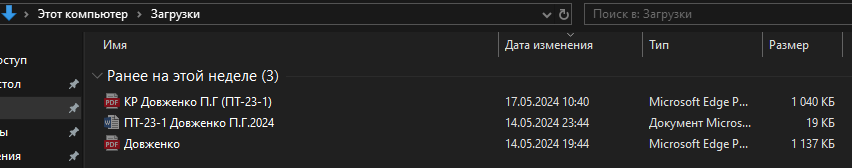 Этот компьютер > Загрузки
Поиск в: Загрузки
Имя Дата изменения Тип Размер
оступ
стол
ы
ения
Ранее на этой неделе (3)
PDF КР Довженко П.Г (ПТ-23-1) 17.05.2024 10:40 Microsoft Edge P... 1 040 КБ
ПТ-23-1 Довженко П.Г.2024 14.05.2024 23:44 Документ Micros... 19 КБ
PDF Довженко 14.05.2024 19:44 Microsoft Edge P... 1 137 КБ